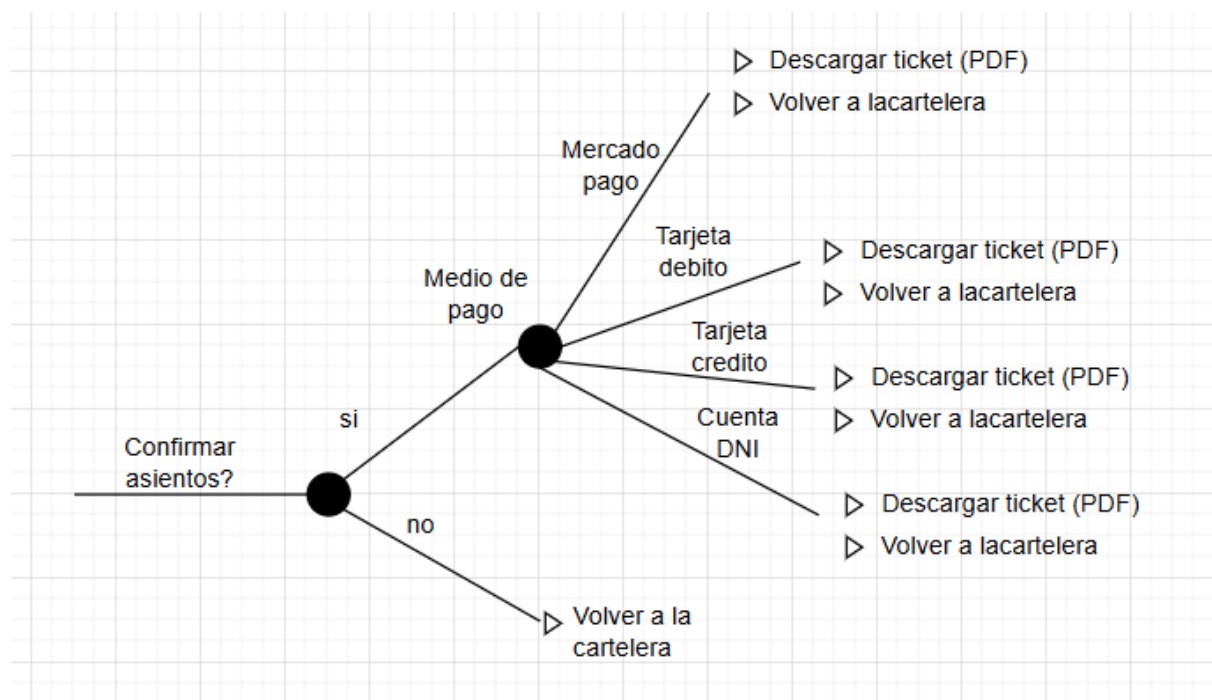 Descargar ticket (PDF)
Volver a lacartelera
Mercado
pago
Tarjeta
debito
Descargar ticket (PDF)
Volver a lacartelera
Medio de
pago
Tarjeta
credito
Descargar ticket (PDF)
Volver a lacartelera
si
Cuenta
DNI
Confirmar
asientos?
Descargar ticket (PDF)
Volver a lacartelera
no
Volver a la
cartelera